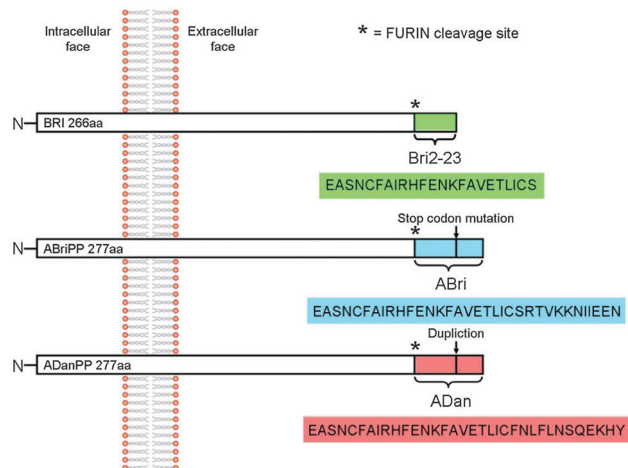 Intracellular face
Extracellular face
* = FURIN cleavage site
*
N
BRI 266aa
Bri2-23
EASNCFAIRHFENKFAVETLICS
Stop codon mutation
*
N
ABriPP 277aa
ABri
EASNCFAIRHFENKFAVETLICSRTVKKNIIEEN
Dupliction
*
N
ADanPP 277aa
ADan
EASNCFAIRHFENKFAVETLICFNLFLNSQEKHY